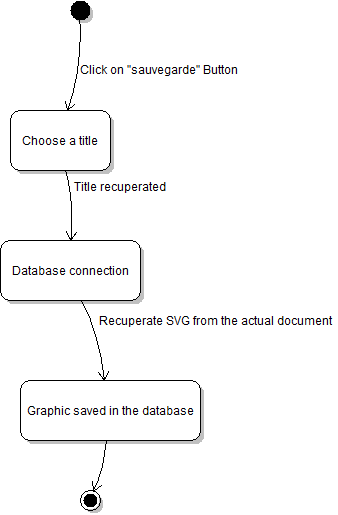 Click on "sauvegarde" Button
Choose a title
Title recuperated
Database connection
Recuperate SVG from the actual document
Graphic saved in the database